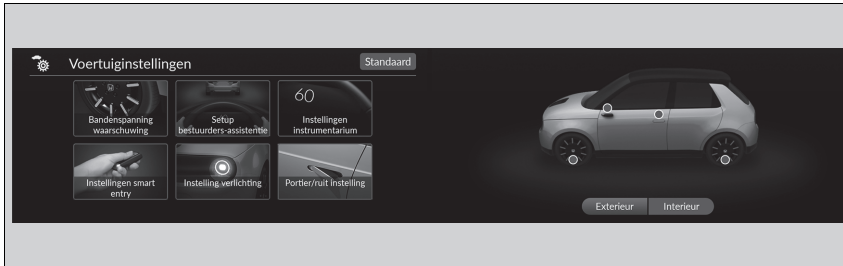 Voertuiginstellingen
Standaard
Bandenspanning
waarschuwing
Setup
bestuurders-assistentie
60
Instellingen
instrumentarium
Instellingen smart
entry
Instelling verlichting
Portier/ruit instelling
Exterieur
Interieur